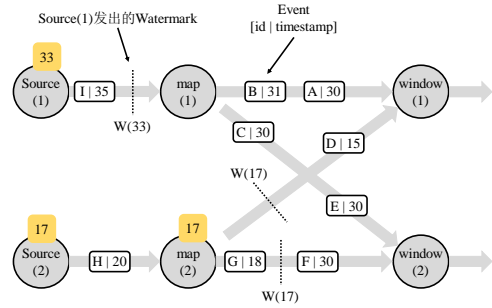 Source(1)发出的Watermark
Event
[id | timestamp]
33
Source
(1)
I | 35
W(33)
map
(1)
B | 31
A | 30
window
(1)
C | 30
D | 15
W(17)
E | 30
17
Source
(2)
H | 20
17
map
(2)
G | 18
F | 30
W(17)
window
(2)